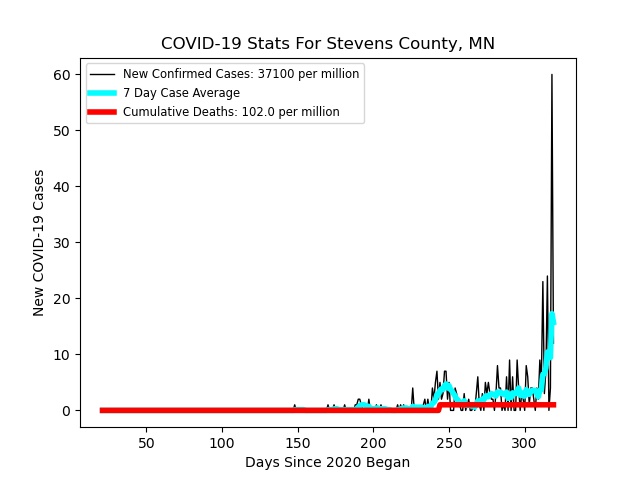 COVID-19 Stats For Stevens County, MN
New Confirmed Cases: 37100 per million
7 Day Case Average
Cumulative Deaths: 102.0 per million
60
50
40
30
20
10
0
New COVID-19 Cases
50 100 150 200 250 300
Days Since 2020 Began